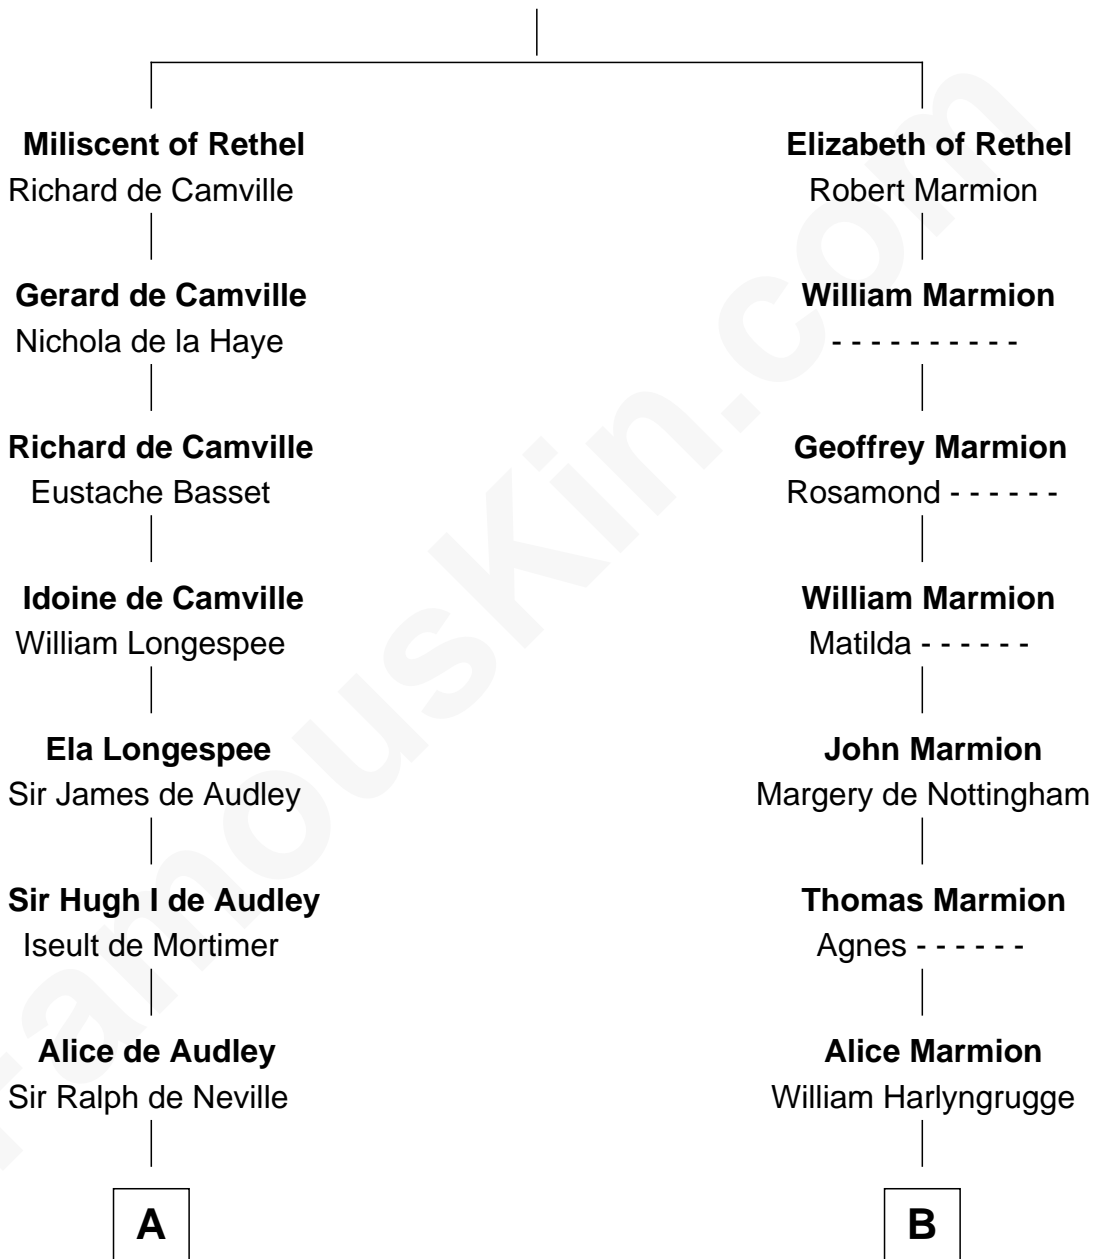 Miliscent of Rethel
Richard de Camville
Gerard de Camville
Nichola de la Haye
Richard de Camville
Eustache Basset
Idoine de Camville
William Longespee
Ela Longespee
Sir James de Audley
Sir Hugh I de Audley
Iseult de Mortimer
Alice de Audley
Sir Ralph de Neville
A
Elizabeth of Rethel
Robert Marmion
William Marmion
- - - - - - - - - -
Geoffrey Marmion
Rosamond - - - - - -
William Marmion
Matilda - - - - - -
John Marmion
Margery de Nottingham
Thomas Marmion
Agnes - - - - - -
Alice Marmion
William Harlyngrugge
B
FamousKin.com